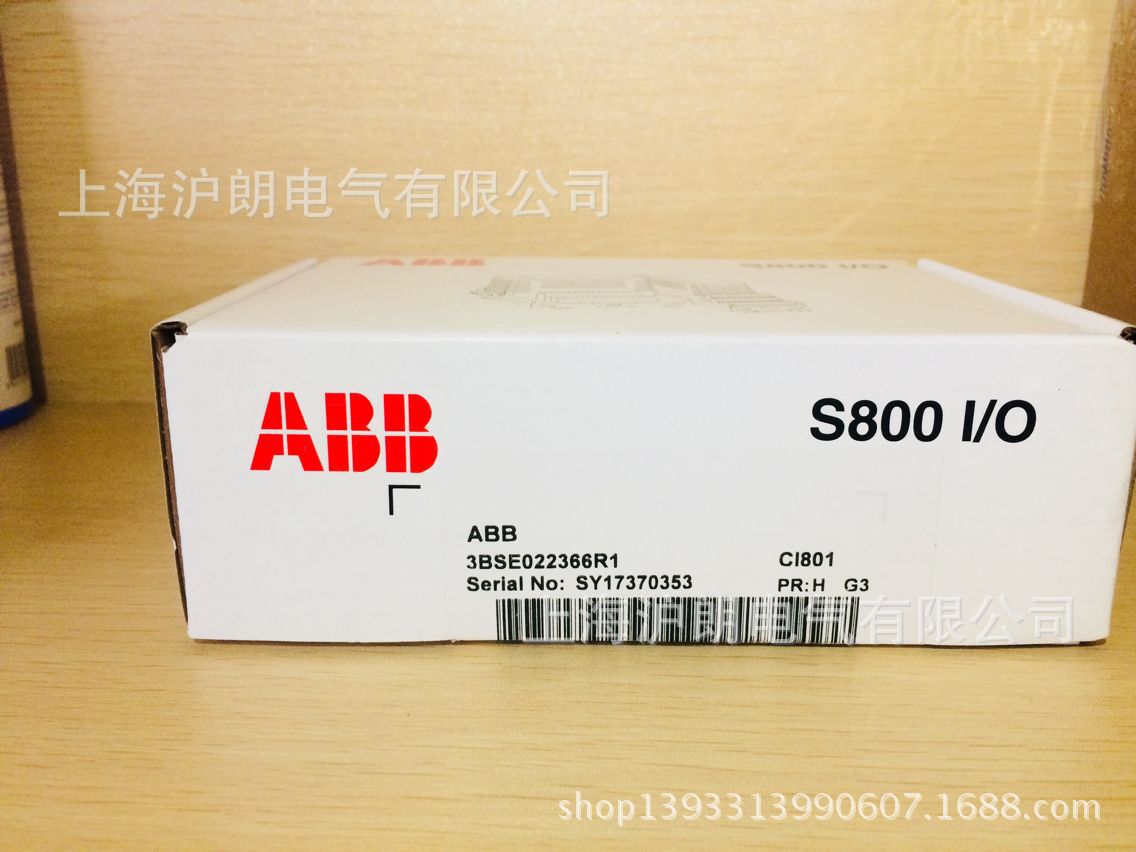 上海沪朗电气有限公司
ABB S800 I/O
ABB S800 I/O
ABB
3BSE022366R1 CI801
Serial No: SY17370353 PR:H G3
上海沪朗电气有限公司
shop1393313990607.1688.com